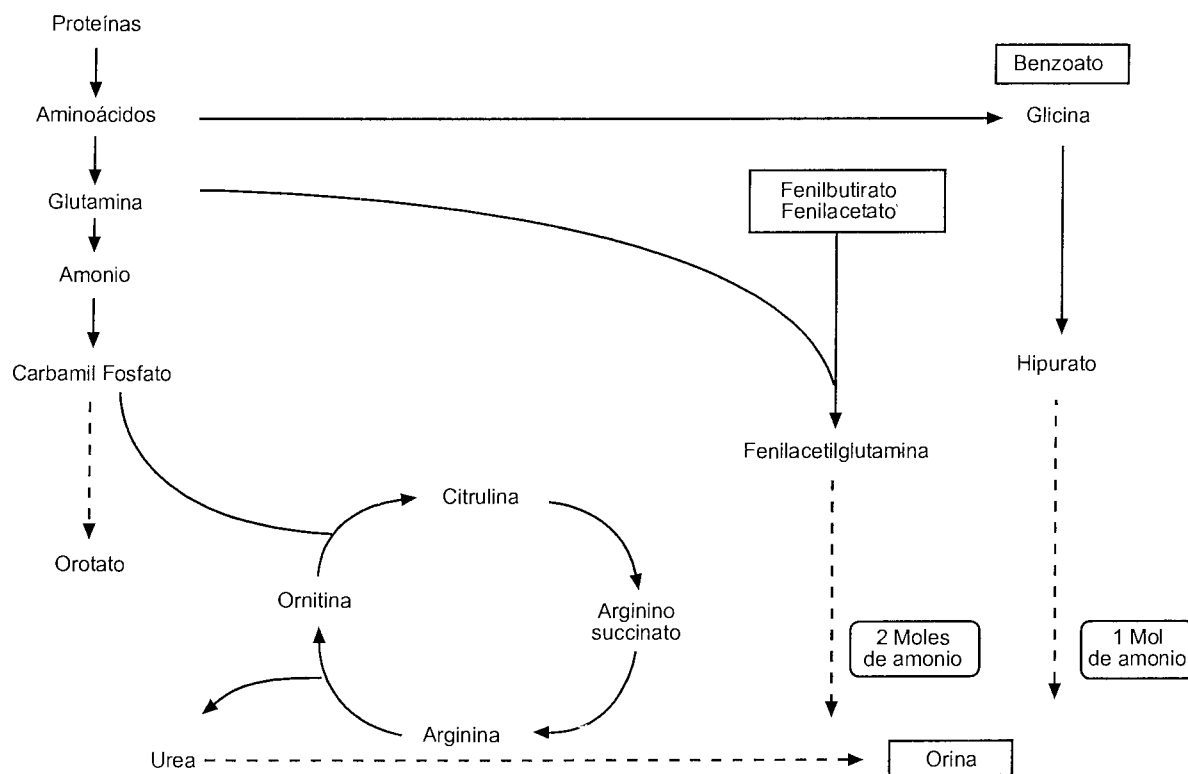 Proteínas
Benzoato
Aminoácidos
Glicina
Glutamina
Fenilbutirato
Fenilacetato
Amonio
Carbamil Fosfato
Hipurato
Fenilacetilglutamina
Citrulina
Orotato
Ornitina
Arginino
succinato
2 Moles
de amonio
1 Mol
de amonio
Arginina
Urea
Orina